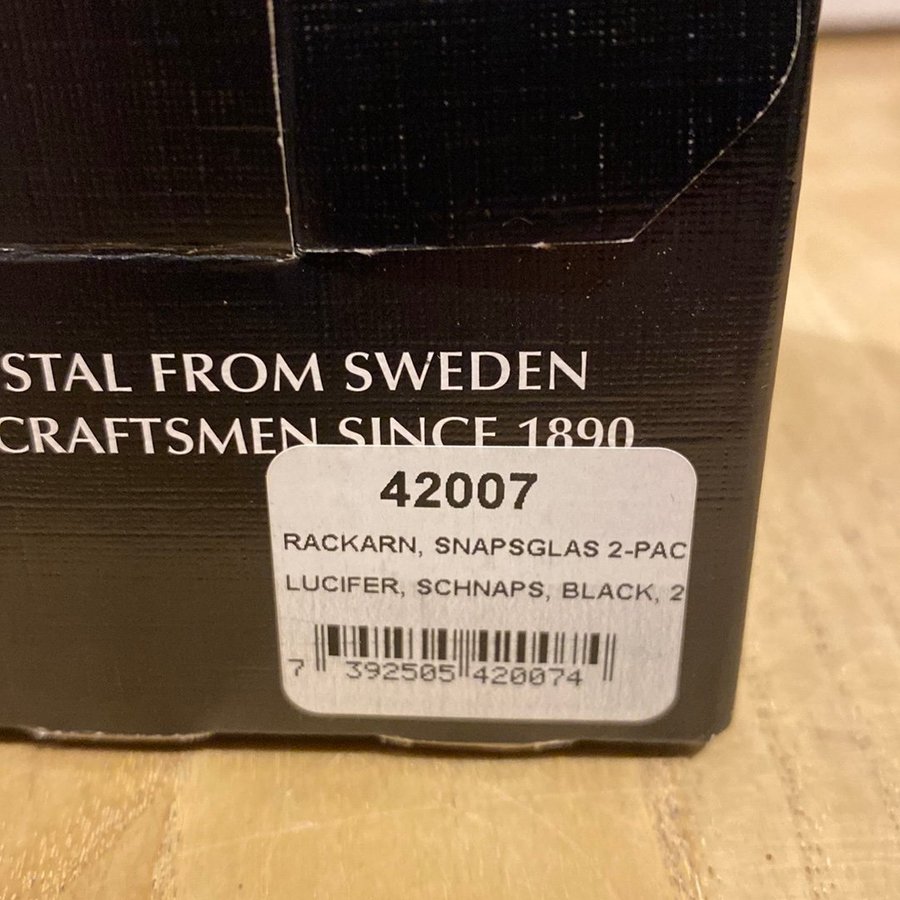 STAL FROM SWEDEN
CRAFTSMEN SINCE 1890
42007
RACKARN, SNAPSGLAS 2-PAC
LUCIFER, SCHNAPS, BLACK, 2
7 392505 420074